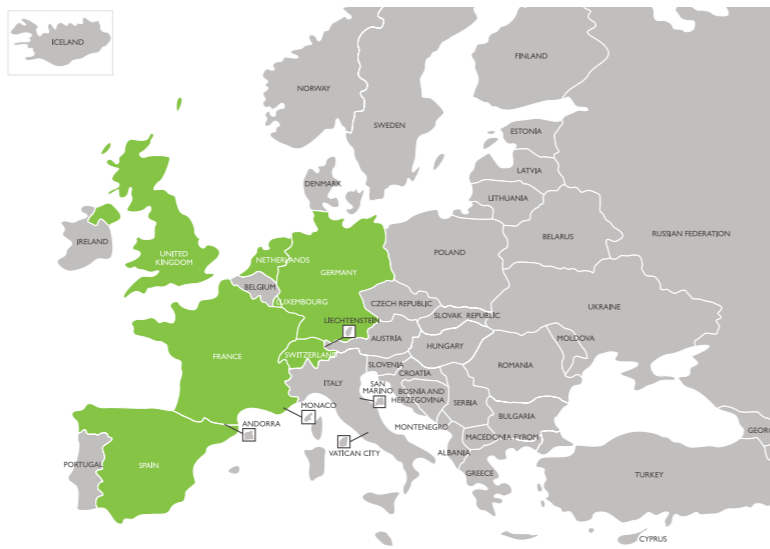 ICELAND
FINLAND
NORWAY
SWEDEN
ESTONIA
LATVIA
DENMARK
LITHUANIA
RUSSIAN FEDERATION
BELARUS
IRELAND
UNITED
KINGDOM
NETHERLANDS
POLAND
GERMANY
BELGIUM
LUXEMBOURG
CZECH REPUBLIC
UKRAINE
SLOVAK REPUBLIC
LIECHTENSTEIN
AUSTRIA
MOLDOVA
HUNGARY
FRANCE
SWITZERLAND
SLOVENIA
ROMANIA
CROATIA
ITALY
SAN
MARINO
BOSNIA AND
HERZEGOVINA
SERBIA
MONACO
BULGARIA
ANDORRA
MONTENEGRO
MACEDONIA FYROM
GEORG
VATICAN CITY
ALBANIA
PORTUGAL
SPAIN
GREECE
TURKEY
CYPRUS